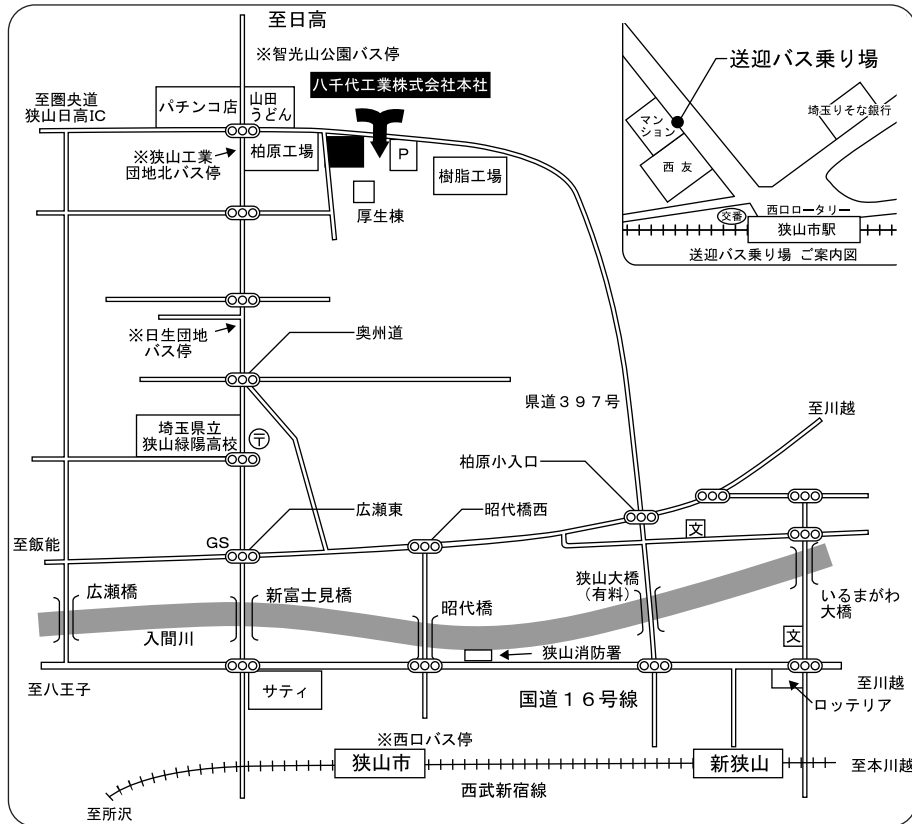 至日高
※智光山公園バス停
八千代工業株式会社本社
至圏央道
狭山日高IC
パチンコ店
山田
うどん
※狭山工業
団地北バス停
柏原工場
P
樹脂工場
厚生棟
送迎バス乗り場
マン
ション
西友
埼玉りそな銀行
交番
西口ロータリー
狭山市駅
送迎バス乗り場 ご案内図
※日生団地
バス停
奥州道
県道397号
至川越
埼玉県立
狭山緑陽高校
〒
柏原小入口
広瀬東
昭代橋西
文
至飯能
GS
広瀬橋
新富士見橋
昭代橋
狭山大橋
(有料)
いるまがわ
大橋
入間川
文
狭山消防署
至八王子
サティ
国道16号線
至川越
ロッテリア
※西口バス停
狭山市
新狭山
至本川越
西武新宿線
至所沢